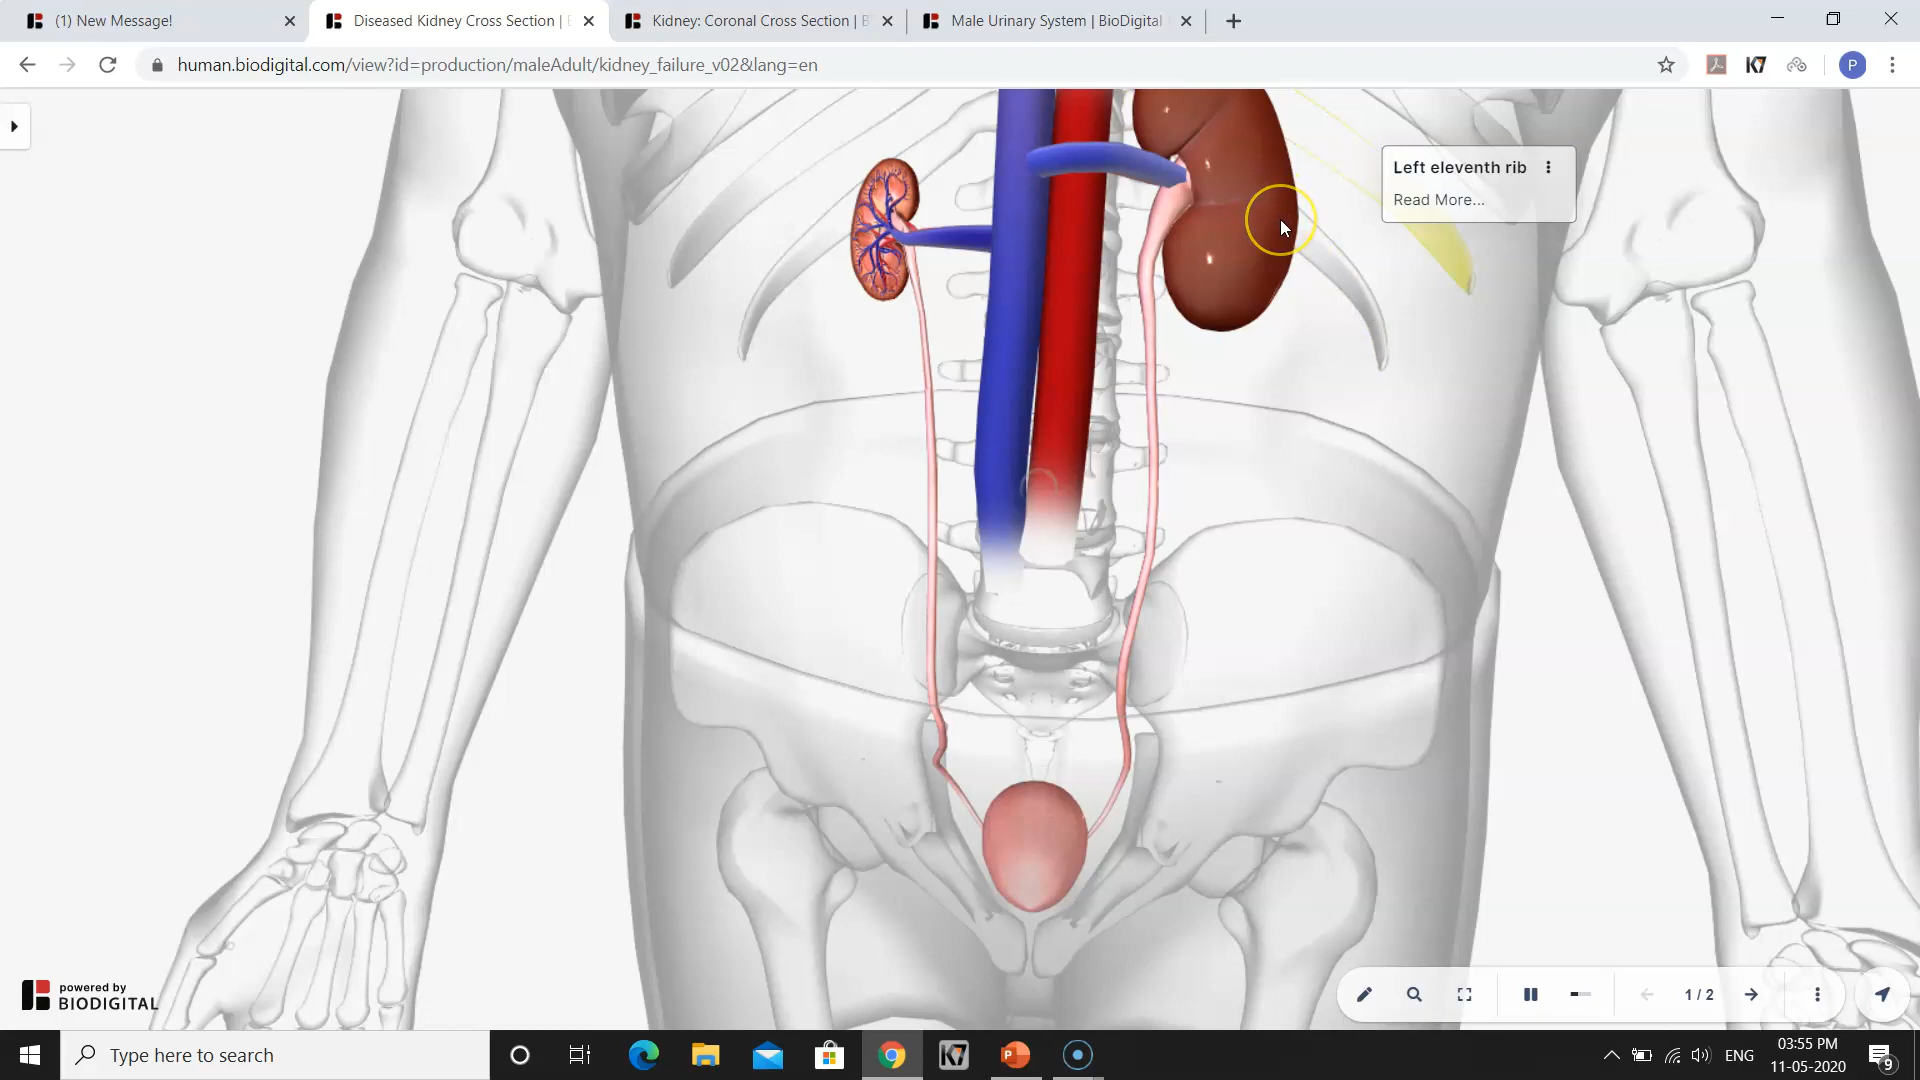 (1) New Message!
Diseased Kidney Cross Section |
Kidney: Coronal Cross Section |
Male Urinary System | BioDigital
human.biodigital.com/view?id=production/maleAdult/kidney_failure_v02&lang=en
P
Left eleventh rib
Read More...
powered by
BIODIGITAL
1 / 2
Type here to search
K7
P
ENG
03:55 PM
11-05-2020
9